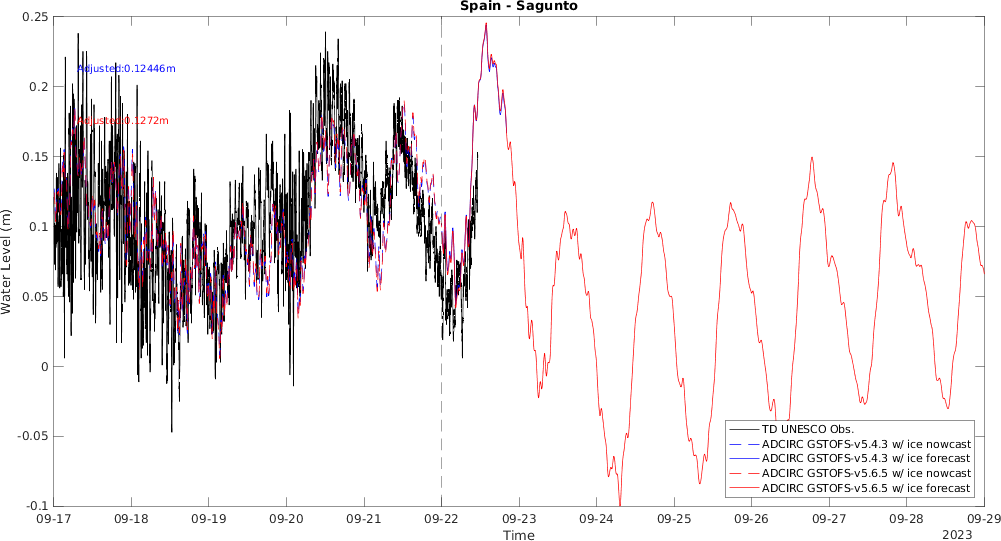 Spain - Sagunto
0.25
0.2
0.15
0.1
0.05
0
-0.05
-0.1
Water Level (m)
Adjusted:0.12446m
Adjusted:0.1272m
TD UNESCO Obs.
ADCIRC GSTOFS-v5.4.3 w/ ice nowcast
ADCIRC GSTOFS-v5.4.3 w/ ice forecast
ADCIRC GSTOFS-v5.6.5 w/ ice nowcast
ADCIRC GSTOFS-v5.6.5 w/ ice forecast
09-17 09-18 09-19 09-20 09-21 09-22 09-23 09-24 09-25 09-26 09-27 09-28 09-29
Time
2023